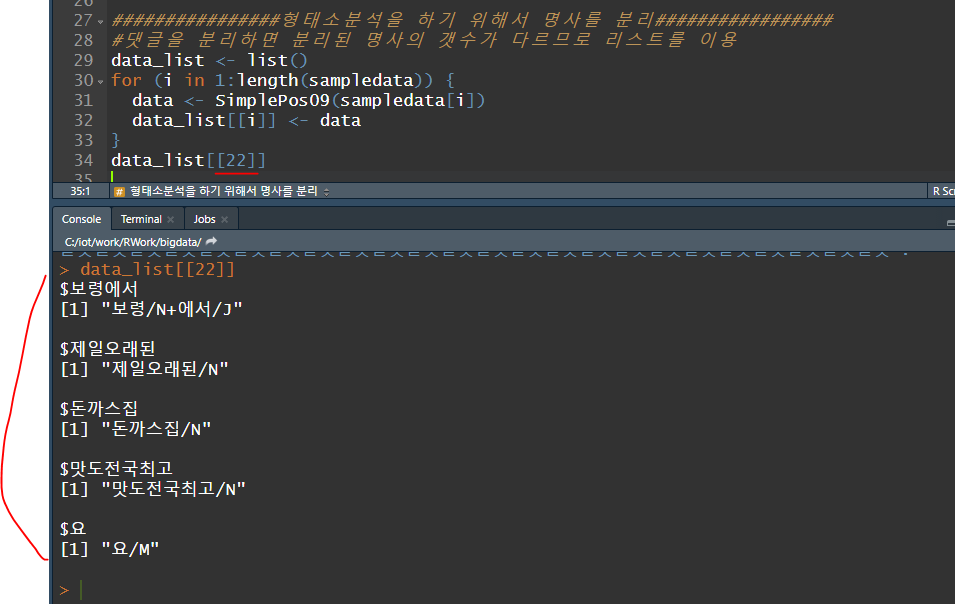 26
27 ################형태소분석을 하기 위해서 명사를 분리#################
28 #댓글을 분리하면 분리된 명사의 갯수가 다르므로 리스트를 이용
29 data_list <- list()
30 for (i in 1:length(sampledata)) {
31 data <- SimplePos09(sampledata[i])
32 data_list[[i]] <- data
33 }
34 data_list[[22]]
35
35:1 # 형태소분석을 하기 위해서 명사를 분리 R Scr
Console Terminal Jobs
C:/iot/work/RWork/bigdata/
> data_list[[22]]
$보령에서
[1] "보령/N+에서/J"
$제일오래된
[1] "제일오래된/N"
$돈까스집
[1] "돈까스집/N"
$맛도전국최고
[1] "맛도전국최고/N"
$요
[1] "요/M"
>